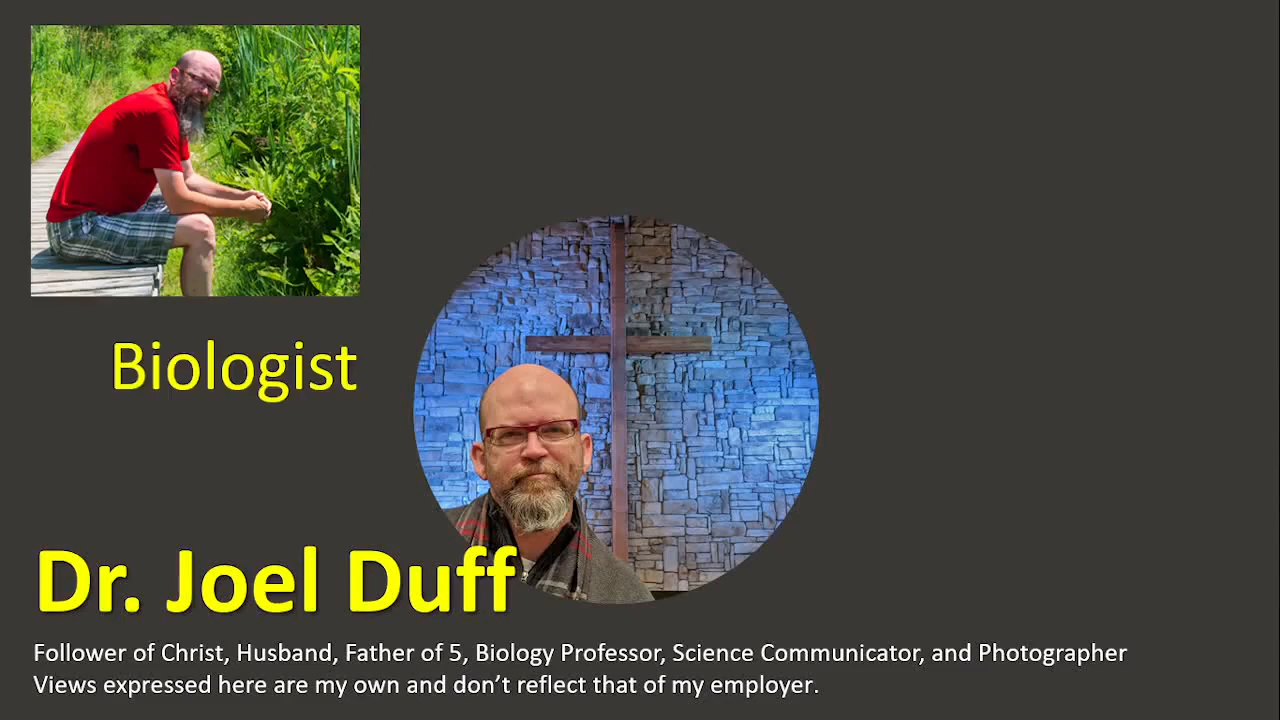 Biologist
Dr. Joel Duff
Follower of Christ, Husband, Father of 5, Biology Professor, Science Communicator, and Photographer
Views expressed here are my own and don’t reflect that of my employer.